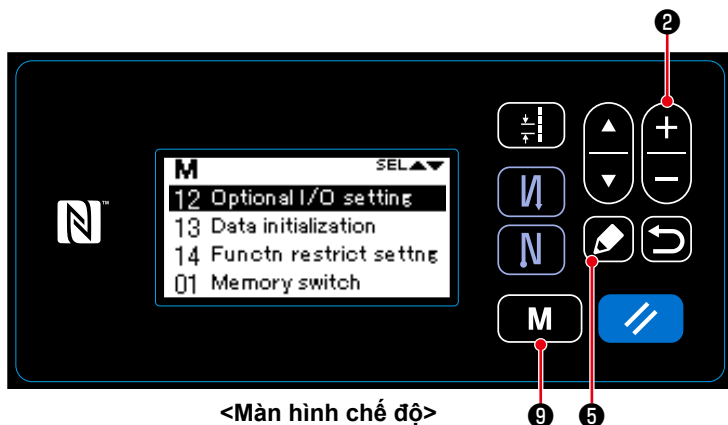 ❷
M SEL▲▼
12 Optional I/O setting
13 Data initialization
14 Functn restrict settng
01 Memory switch
N™
M
<Màn hình chế độ>
❾ ❺